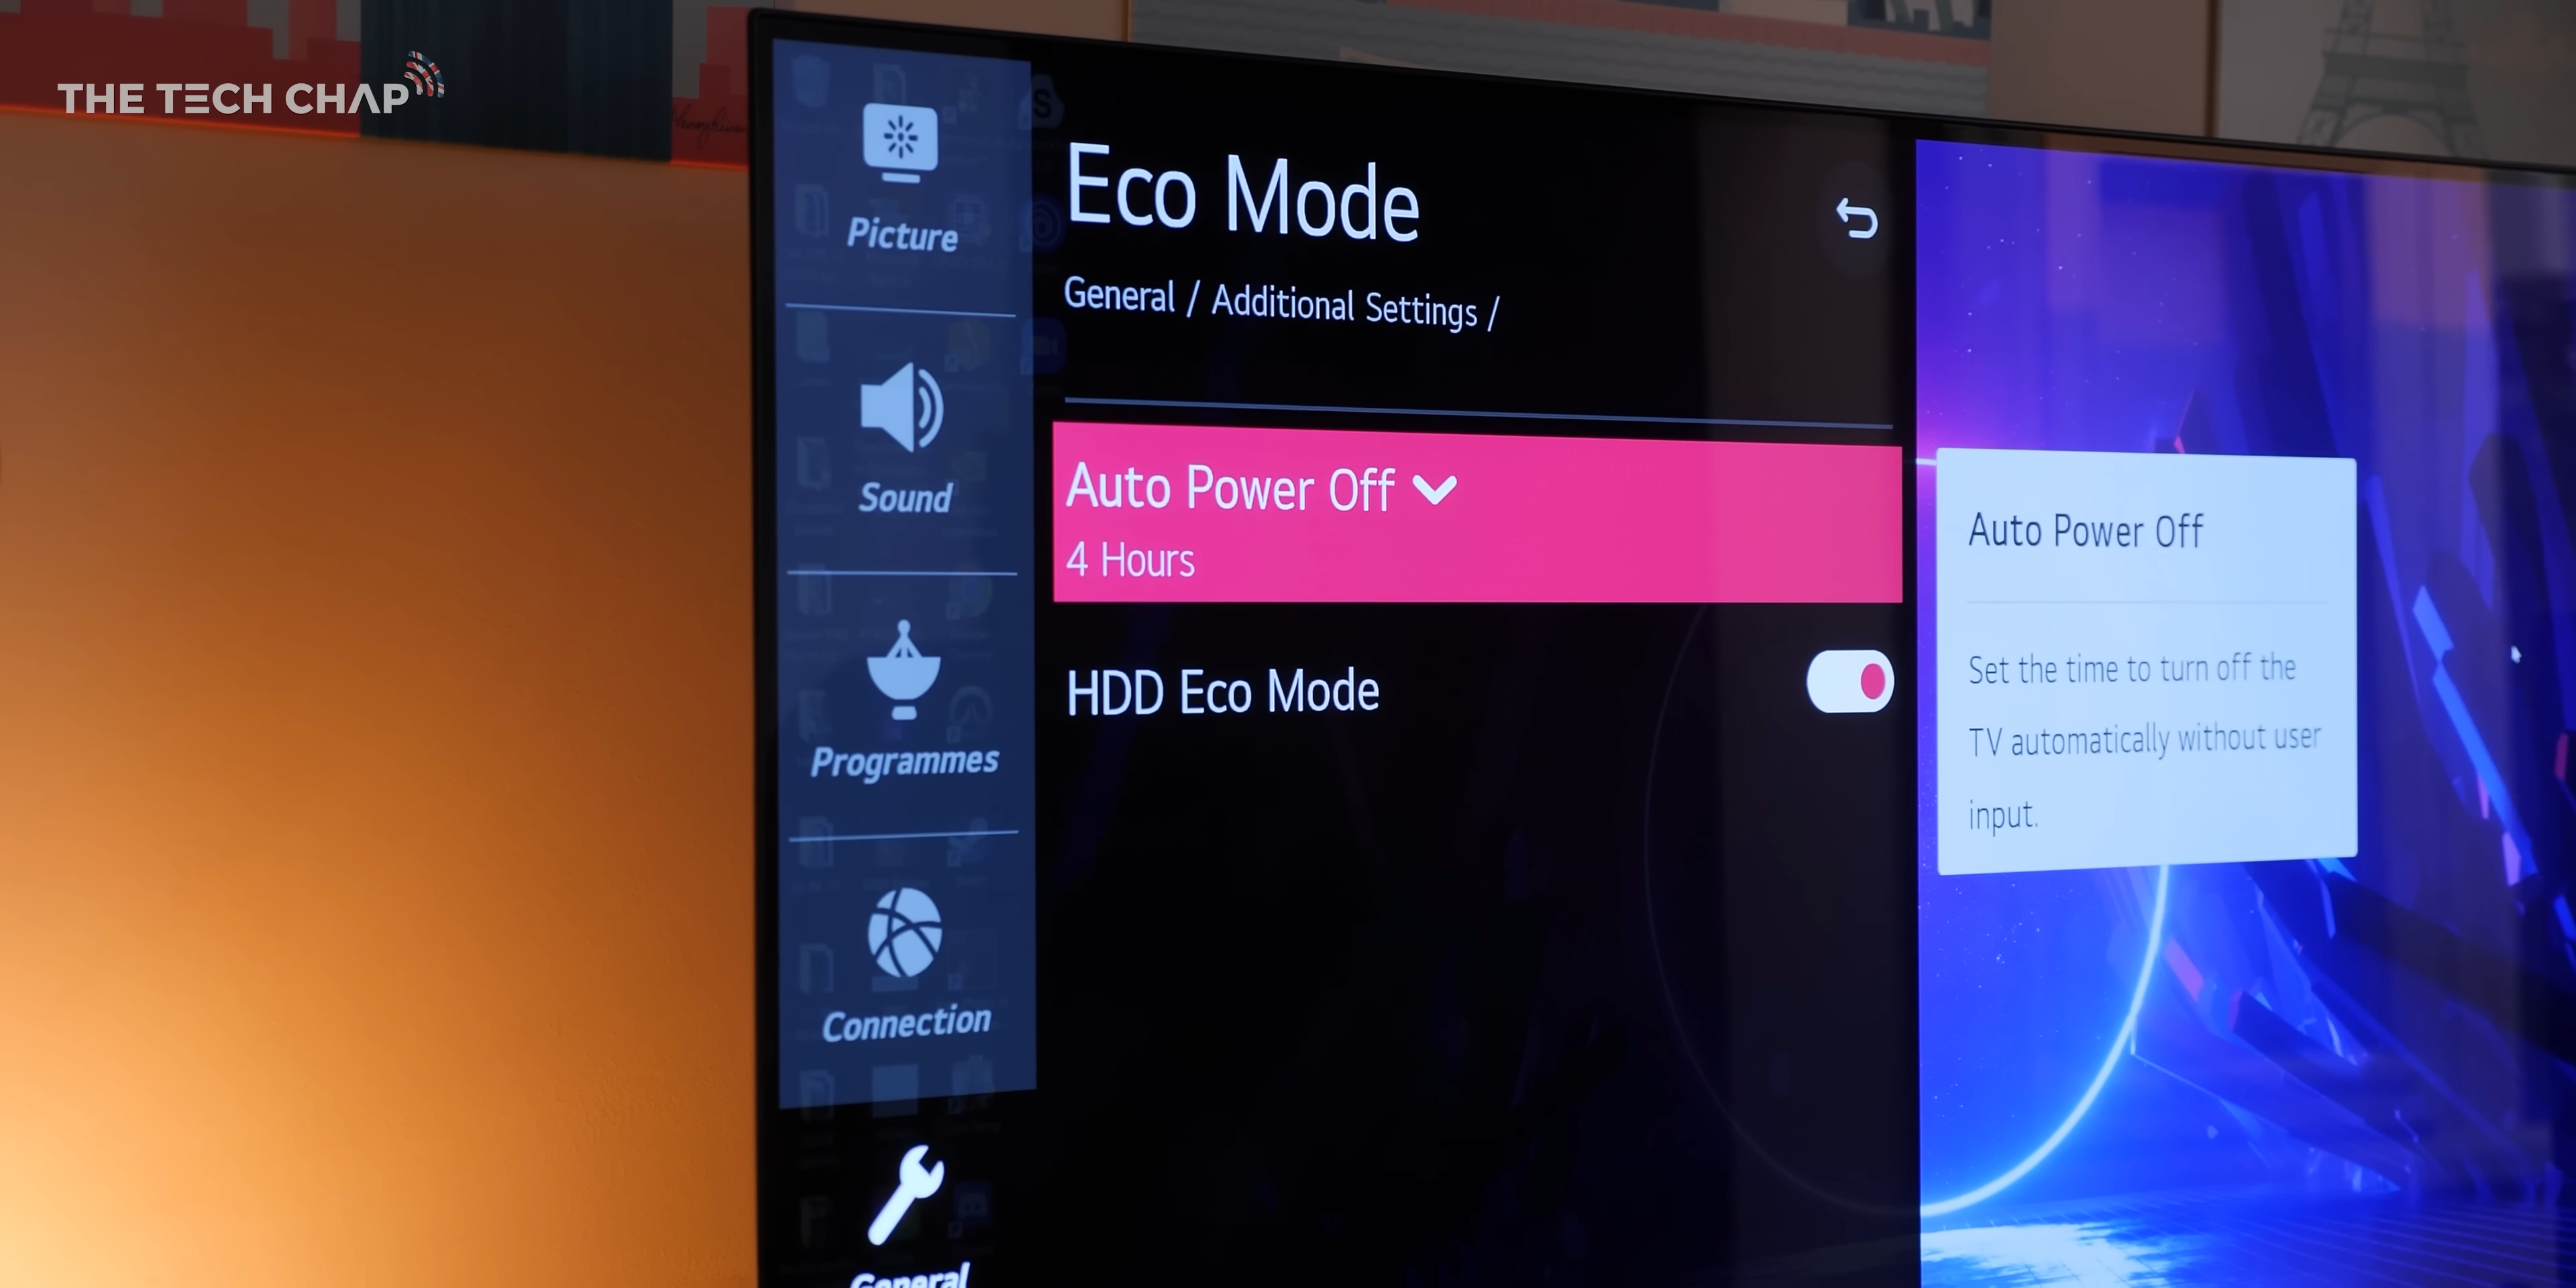 THE TECH CHAP
Picture
Sound
Programmes
Connection
General
Eco Mode
General / Additional Settings /
Auto Power Off
4 Hours
HDD Eco Mode
Auto Power Off
Set the time to turn off the
TV automatically without user
input.